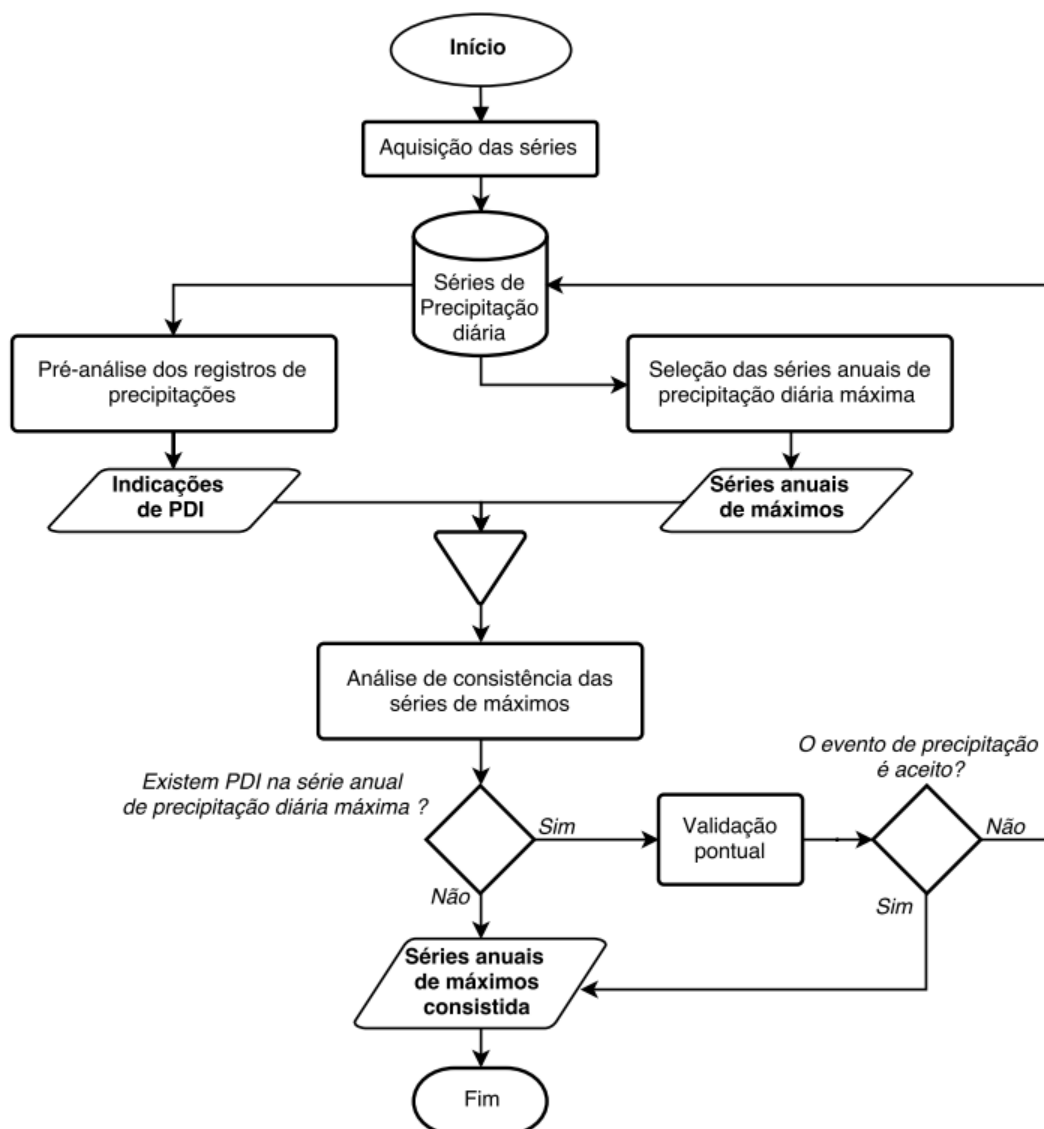 Início
Aquisição das séries
Séries de
Precipitação
diária
Pré-análise dos registros de
precipitações
Seleção das séries anuais de
precipitação diária máxima
Indicações
de PDI
Séries anuais
de máximos
Análise de consistência das
séries de máximos
Existem PDI na série anual
de precipitação diária máxima ?
Sim
Validação
pontual
O evento de precipitação
é aceito?
Não
Não
Sim
Séries anuais
de máximos
consistida
Fim